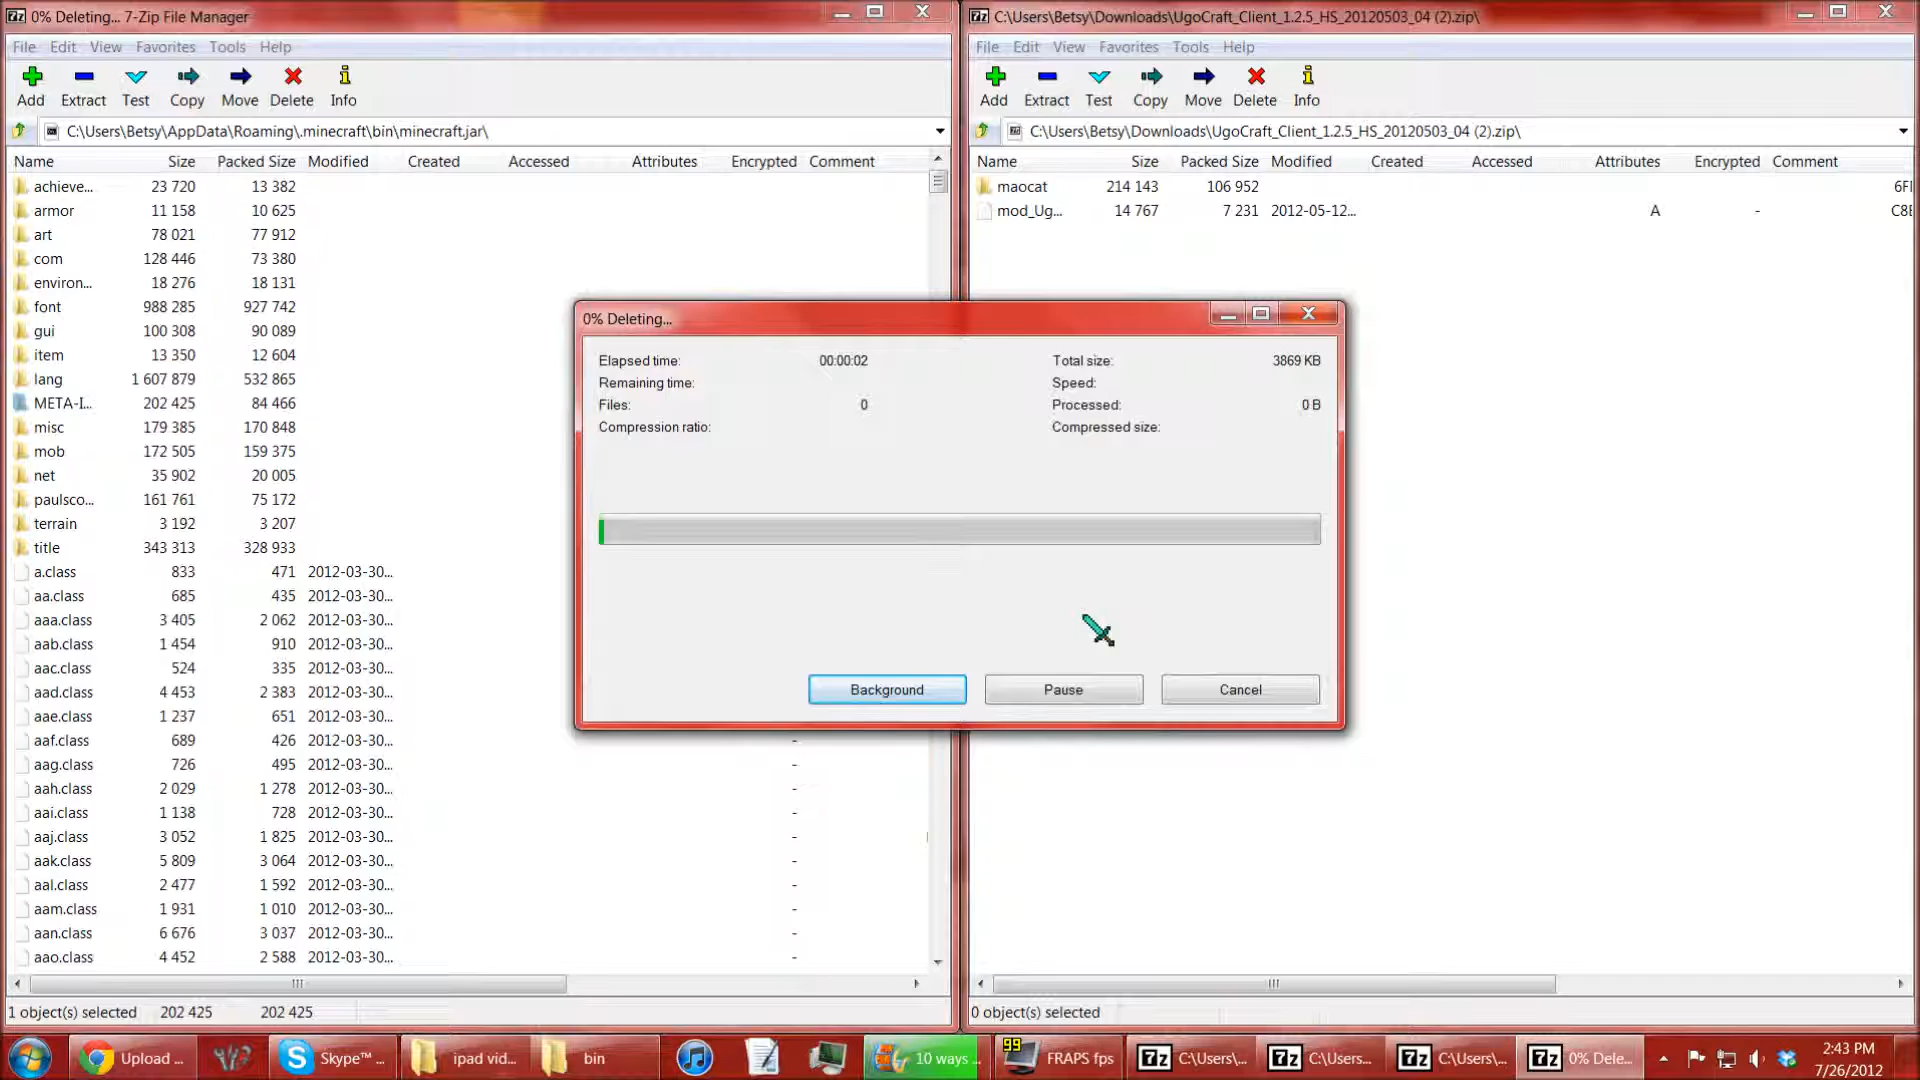 0% Deleting... 7-Zip File Manager
File Edit View Favorites Tools Help
Add Extract Test Copy Move Delete Info
C:\Users\Betsy\AppData\Roaming\.minecraft\bin\minecraft.jar\
Name Size Packed Size Modified Created Accessed Attributes Encrypted Comment
achieve... 23 720 13 382
armor 11 158 10 625
art 78 021 77 912
com 128 446 73 380
environ... 18 276 18 131
font 988 285 927 742
gui 100 308 90 089
item 13 350 12 604
lang 1 607 879 532 865
META-I... 202 425 84 466
misc 179 385 170 848
mob 172 505 159 375
net 35 902 20 005
paulsco... 161 761 75 172
terrain 3 192 3 207
title 343 313 328 933
a.class 833 471 2012-03-30...
aa.class 685 435 2012-03-30...
aaa.class 3 405 2 062 2012-03-30...
aab.class 1 454 910 2012-03-30...
aac.class 524 335 2012-03-30...
aad.class 4 453 2 383 2012-03-30...
aae.class 1 237 651 2012-03-30...
aaf.class 689 426 2012-03-30... -
aag.class 726 495 2012-03-30... -
aah.class 2 029 1 278 2012-03-30... -
aai.class 1 138 728 2012-03-30... -
aaj.class 3 052 1 825 2012-03-30... -
aak.class 5 809 3 064 2012-03-30... -
aal.class 2 477 1 592 2012-03-30... -
aam.class 1 931 1 010 2012-03-30... -
aan.class 6 676 3 037 2012-03-30... -
aao.class 4 452 2 588 2012-03-30... -
1 object(s) selected 202 425 202 425
C:\Users\Betsy\Downloads\UgoCraft_Client_1.2.5_HS_20120503_04 (2).zip\
File Edit View Favorites Tools Help
Add Extract Test Copy Move Delete Info
C:\Users\Betsy\Downloads\UgoCraft_Client_1.2.5_HS_20120503_04 (2).zip\
Name Size Packed Size Modified Created Accessed Attributes Encrypted Comment
maocat 214 143 106 952
mod_Ug... 14 767 7 231 2012-05-12... A - C8
0 object(s) selected
0% Deleting...
Elapsed time: 00:00:02 Total size: 3869 KB
Remaining time: Speed:
Files: 0 Processed: 0 B
Compression ratio: Compressed size:
Background Pause Cancel
Upload ... Skype™ ... ipad vid... bin 10 ways ... 99 FRAPS fps 7z C:\Users\... 7z C:\Users... 7z C:\Users\... 7z 0% Dele...
2:43 PM
7/26/2012